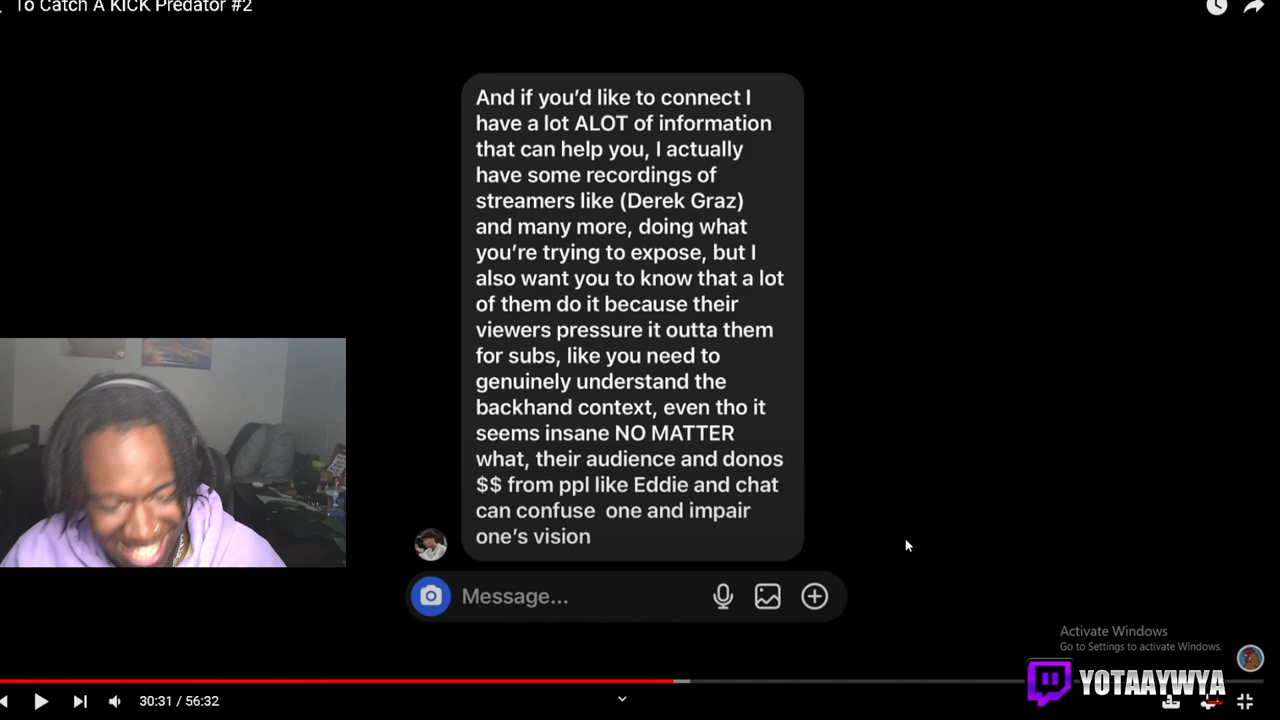 To Catch A KICK Predator #2
And if you’d like to connect I
have a lot ALOT of information
that can help you, I actually
have some recordings of
streamers like (Derek Graz)
and many more, doing what
you’re trying to expose, but I
also want you to know that a lot
of them do it because their
viewers pressure it outta them
for subs, like you need to
genuinely understand the
backhand context, even tho it
seems insane NO MATTER
what, their audience and donos
$$ from ppl like Eddie and chat
can confuse  one and impair
one’s vision
Message...
Activate Windows
Go to Settings to activate Windows.
YOTAAYWYA
30:31 / 56:32